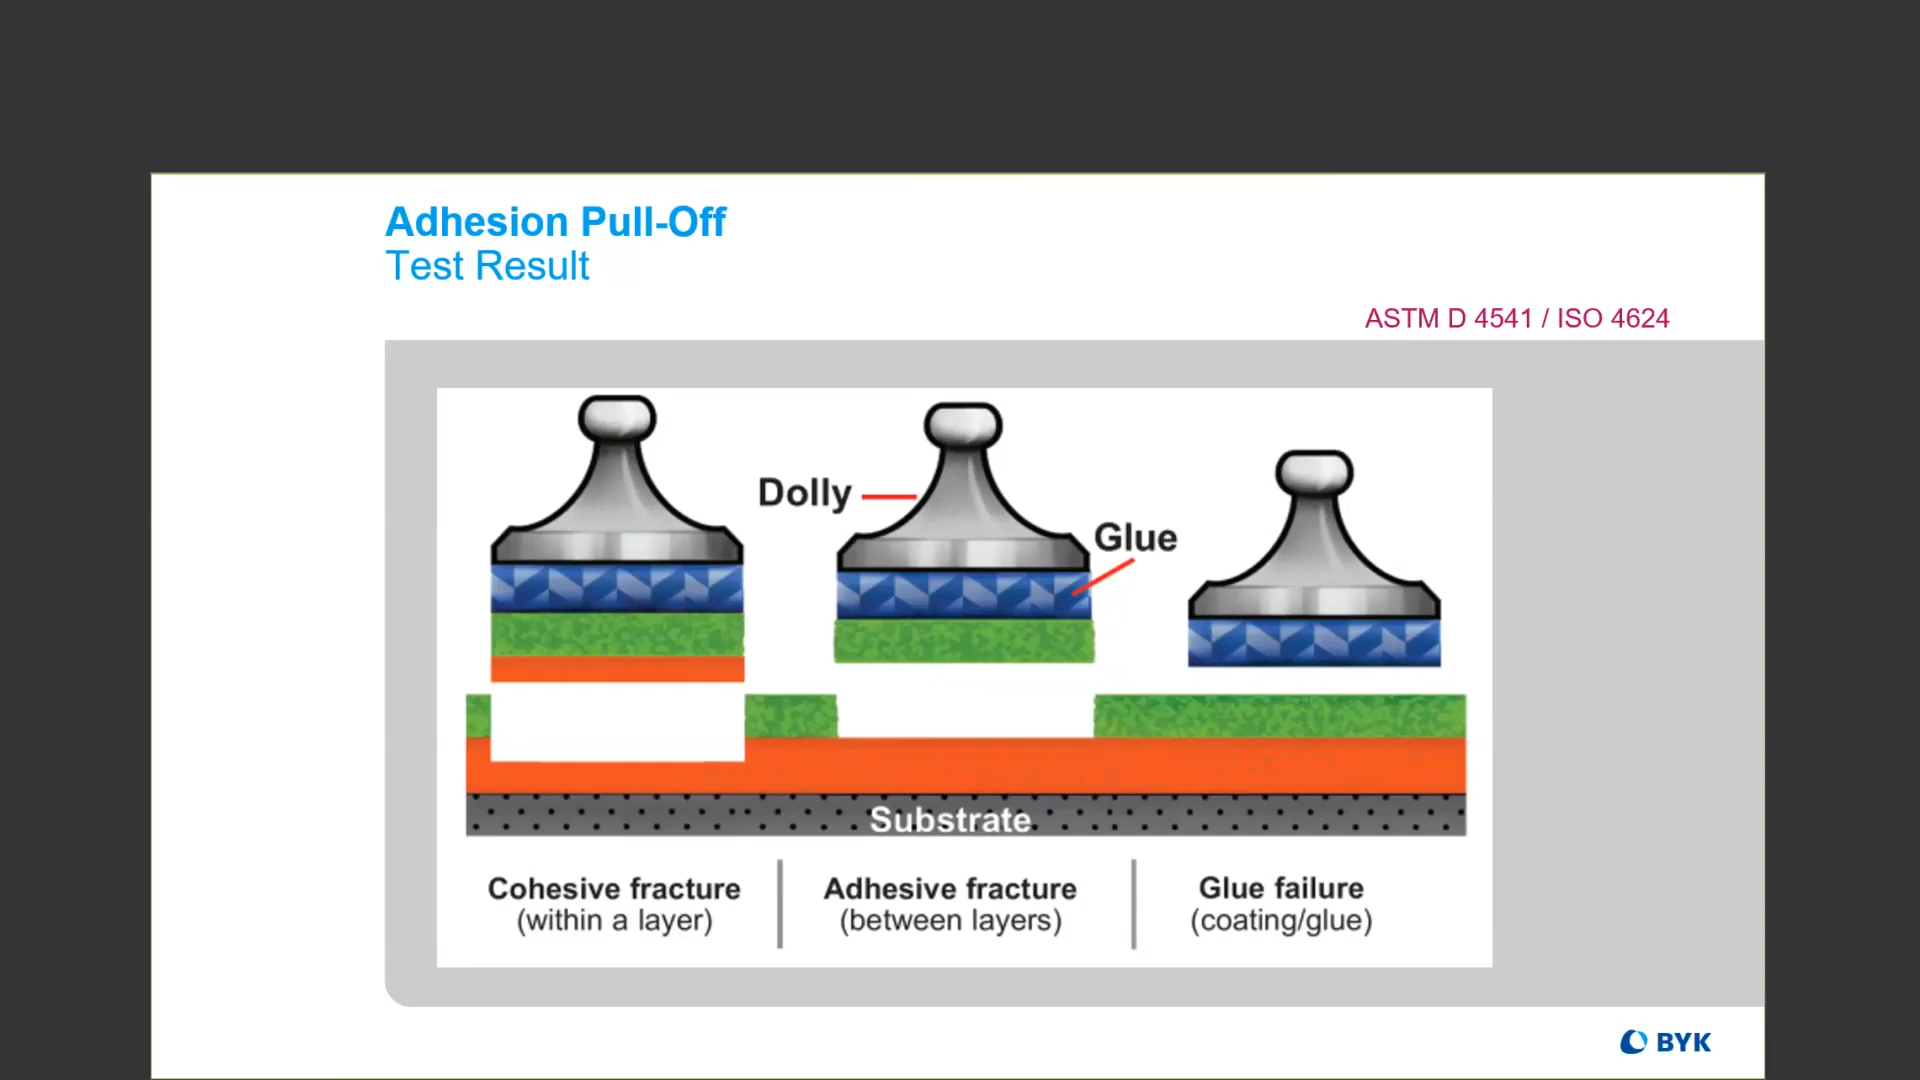 Adhesion Pull-Off
Test Result
ASTM D 4541 / ISO 4624
Dolly
Glue
Substrate
Cohesive fracture
(within a layer)
Adhesive fracture
(between layers)
Glue failure
(coating/glue)
BYK